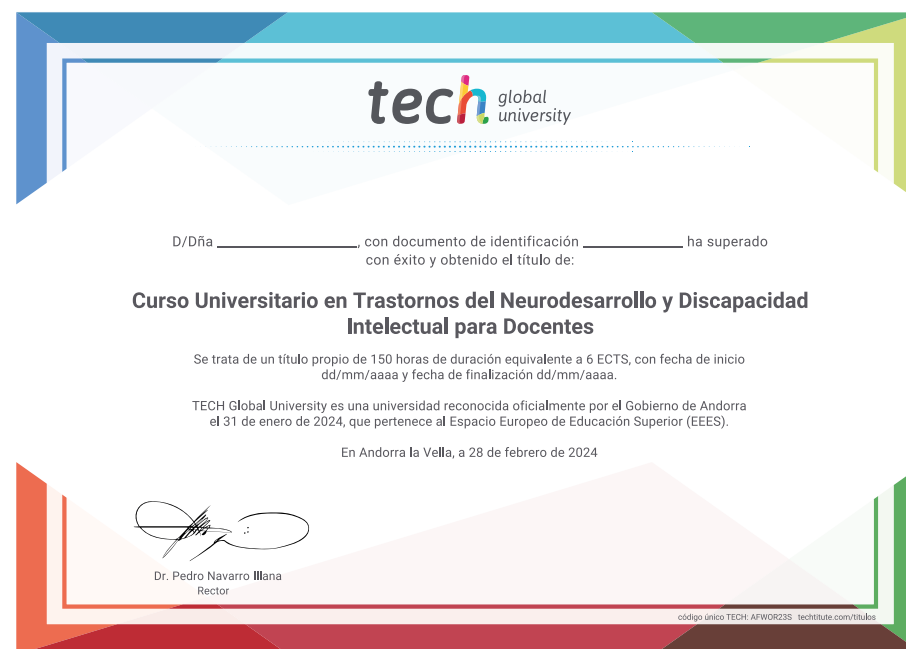 tech global university
D/Dña ____________, con documento de identificación ____________ ha superado
con éxito y obtenido el título de:
Curso Universitario en Trastornos del Neurodesarrollo y Discapacidad
Intelectual para Docentes
Se trata de un título propio de 150 horas de duración equivalente a 6 ECTS, con fecha de inicio
dd/mm/aaaa y fecha de finalización dd/mm/aaaa.
TECH Global University es una universidad reconocida oficialmente por el Gobierno de Andorra
el 31 de enero de 2024, que pertenece al Espacio Europeo de Educación Superior (EEES).
En Andorra la Vella, a 28 de febrero de 2024
Dr. Pedro Navarro Illana
Rector
código único TECH: AFWOR23S techtitute.com/titulos